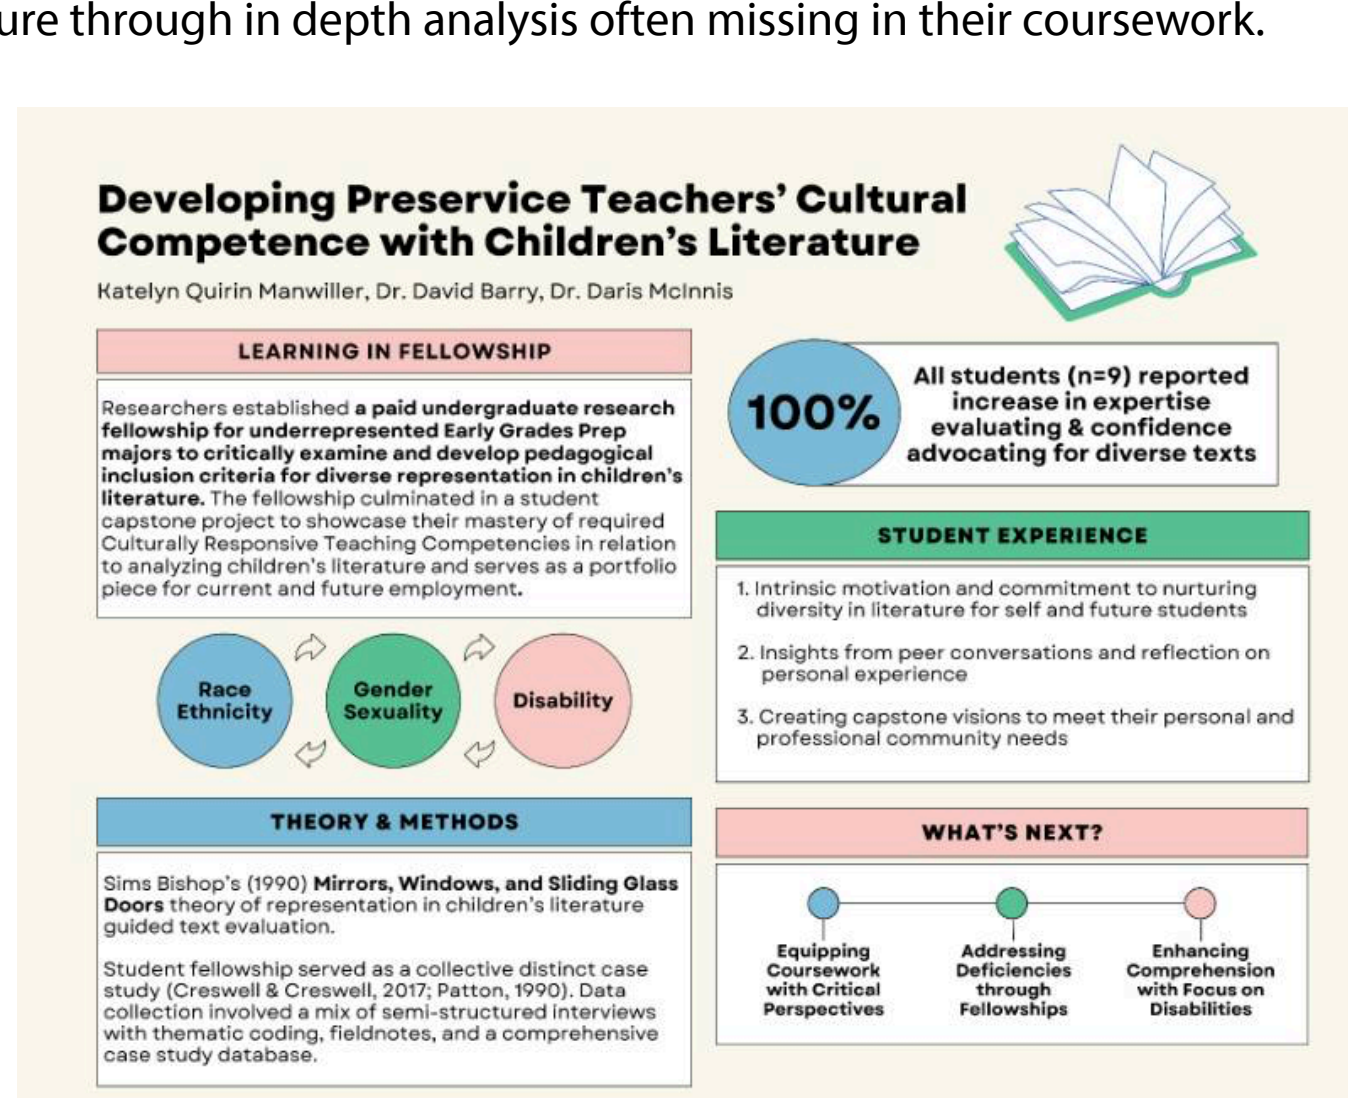 ure through in depth analysis often missing in their coursework.
Developing Preservice Teachers’ Cultural
Competence with Children’s Literature
Katelyn Quirin Manwiller, Dr. David Barry, Dr. Daris McInnis
LEARNING IN FELLOWSHIP
Researchers established a paid undergraduate research
fellowship for underrepresented Early Grades Prep
majors to critically examine and develop pedagogical
inclusion criteria for diverse representation in children’s
literature. The fellowship culminated in a student
capstone project to showcase their mastery of required
Culturally Responsive Teaching Competencies in relation
to analyzing children’s literature and serves as a portfolio
piece for current and future employment.
Race
Ethnicity
Gender
Sexuality
Disability
THEORY & METHODS
Sims Bishop’s (1990) Mirrors, Windows, and Sliding Glass
Doors theory of representation in children’s literature
guided text evaluation.
Student fellowship served as a collective distinct case
study (Creswell & Creswell, 2017; Patton, 1990). Data
collection involved a mix of semi-structured interviews
with thematic coding, fieldnotes, and a comprehensive
case study database.
100%
All students (n=9) reported
increase in expertise
evaluating & confidence
advocating for diverse texts
STUDENT EXPERIENCE
1. Intrinsic motivation and commitment to nurturing
diversity in literature for self and future students
2. Insights from peer conversations and reflection on
personal experience
3. Creating capstone visions to meet their personal and
professional community needs
WHAT’S NEXT?
Equipping
Coursework
with Critical
Perspectives
Addressing
Deficiencies
through
Fellowships
Enhancing
Comprehension
with Focus on
Disabilities